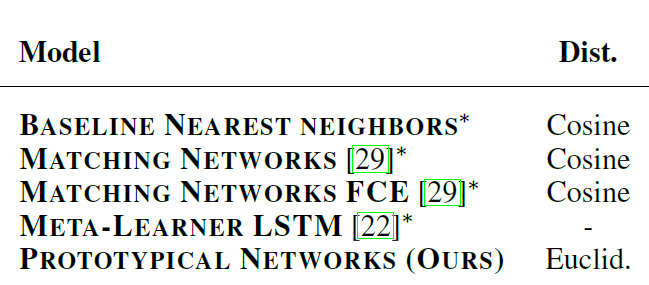 Model Dist.
BASELINE NEAREST NEIGHBORS* Cosine
MATCHING NETWORKS [29]* Cosine
MATCHING NETWORKS FCE [29]* Cosine
META-LEARNER LSTM [22]* -
PROTOTYPICAL NETWORKS (OURS) Euclid.